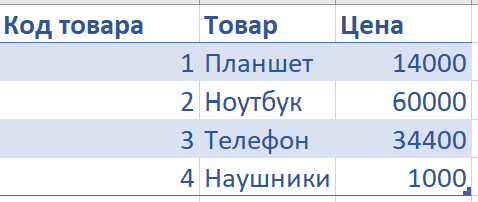 Код товара Товар Цена
1 Планшет 14000
2 Ноутбук 60000
3 Телефон 34400
4 Наушники 1000